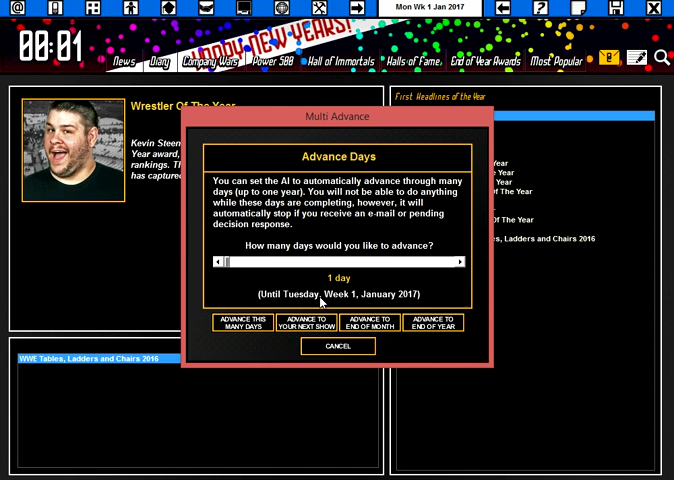 Mon Wk 1 Jan 2017
00:01
HAPPY NEW YEARS!
News
Diary
Company Wars
Power 500
Hall of Immortals
Halls of Fame
End of Year Awards
Most Popular
Wrestler Of The Year
First Headlines of the Year
Kevin Steen
Year award,
rankings. Th
has captured
Multi Advance
Advance Days
You can set the AI to automatically advance through many
days (up to one year). You will not be able to do anything
while these days are completing, however, it will
automatically stop if you receive an e-mail or pending
decision response.
How many days would you like to advance?
1 day
(Until Tuesday, Week 1, January 2017)
ADVANCE THIS
MANY DAYS
ADVANCE TO
YOUR NEXT SHOW
ADVANCE TO
END OF MONTH
ADVANCE TO
END OF YEAR
CANCEL
Year
e Year
Year
Of The Year
Of The Year
es, Ladders and Chairs 2016
WWE Tables, Ladders and Chairs 2016